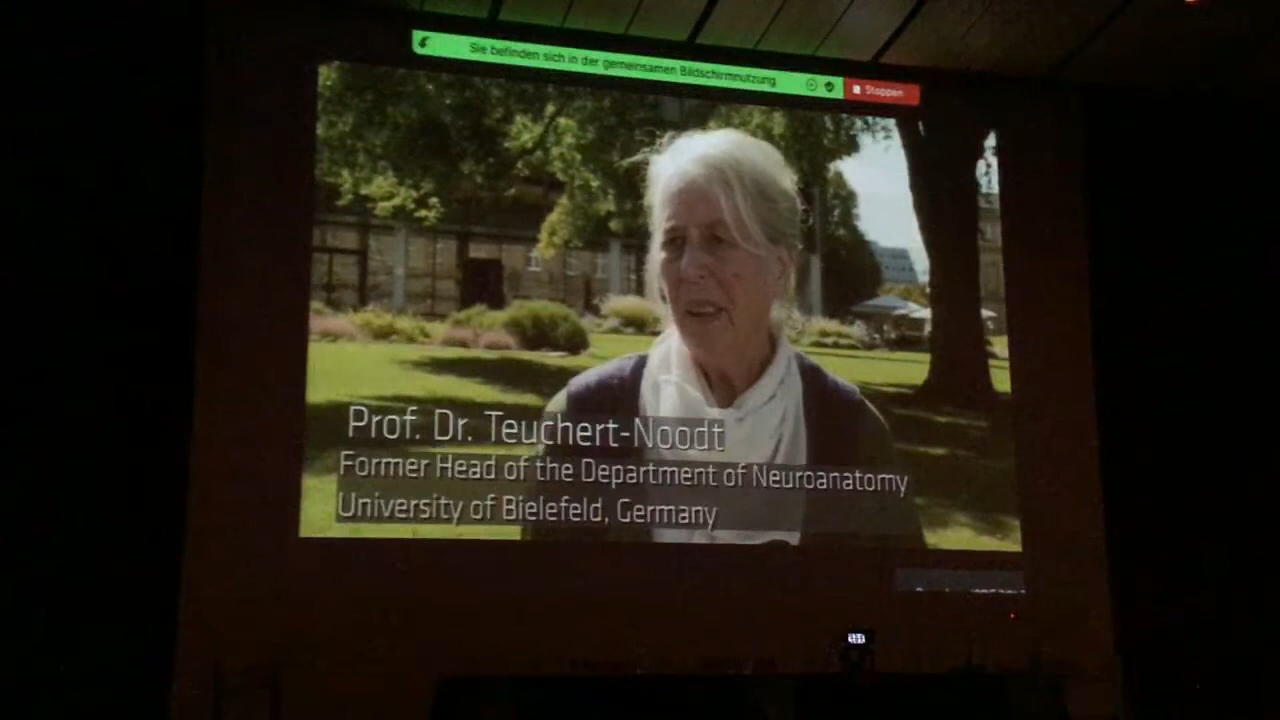 Sie befinden sich in der gemeinsamen Bildschirmnutzung
Stoppen
Prof. Dr. Teuchert-Noodt
Former Head of the Department of Neuroanatomy
University of Bielefeld, Germany